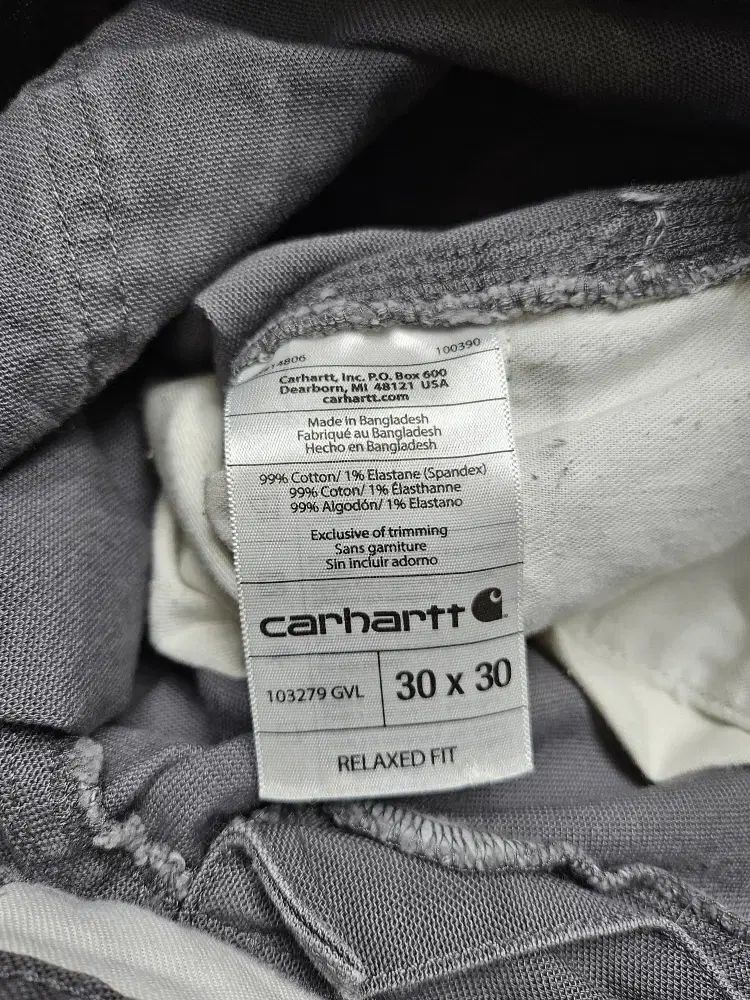 14806 100390
Carhartt, Inc. P.O. Box 600
Dearborn, MI 48121 USA
carhartt.com
Made in Bangladesh
Fabriqué au Bangladesh
Hecho en Bangladesh
99% Cotton/ 1% Elastane (Spandex)
99% Coton/ 1% Élasthanne
99% Algodón/ 1% Elastano
Exclusive of trimming
Sans garniture
Sin incluir adorno
carhartt
103279 GVL
30 x 30
RELAXED FIT